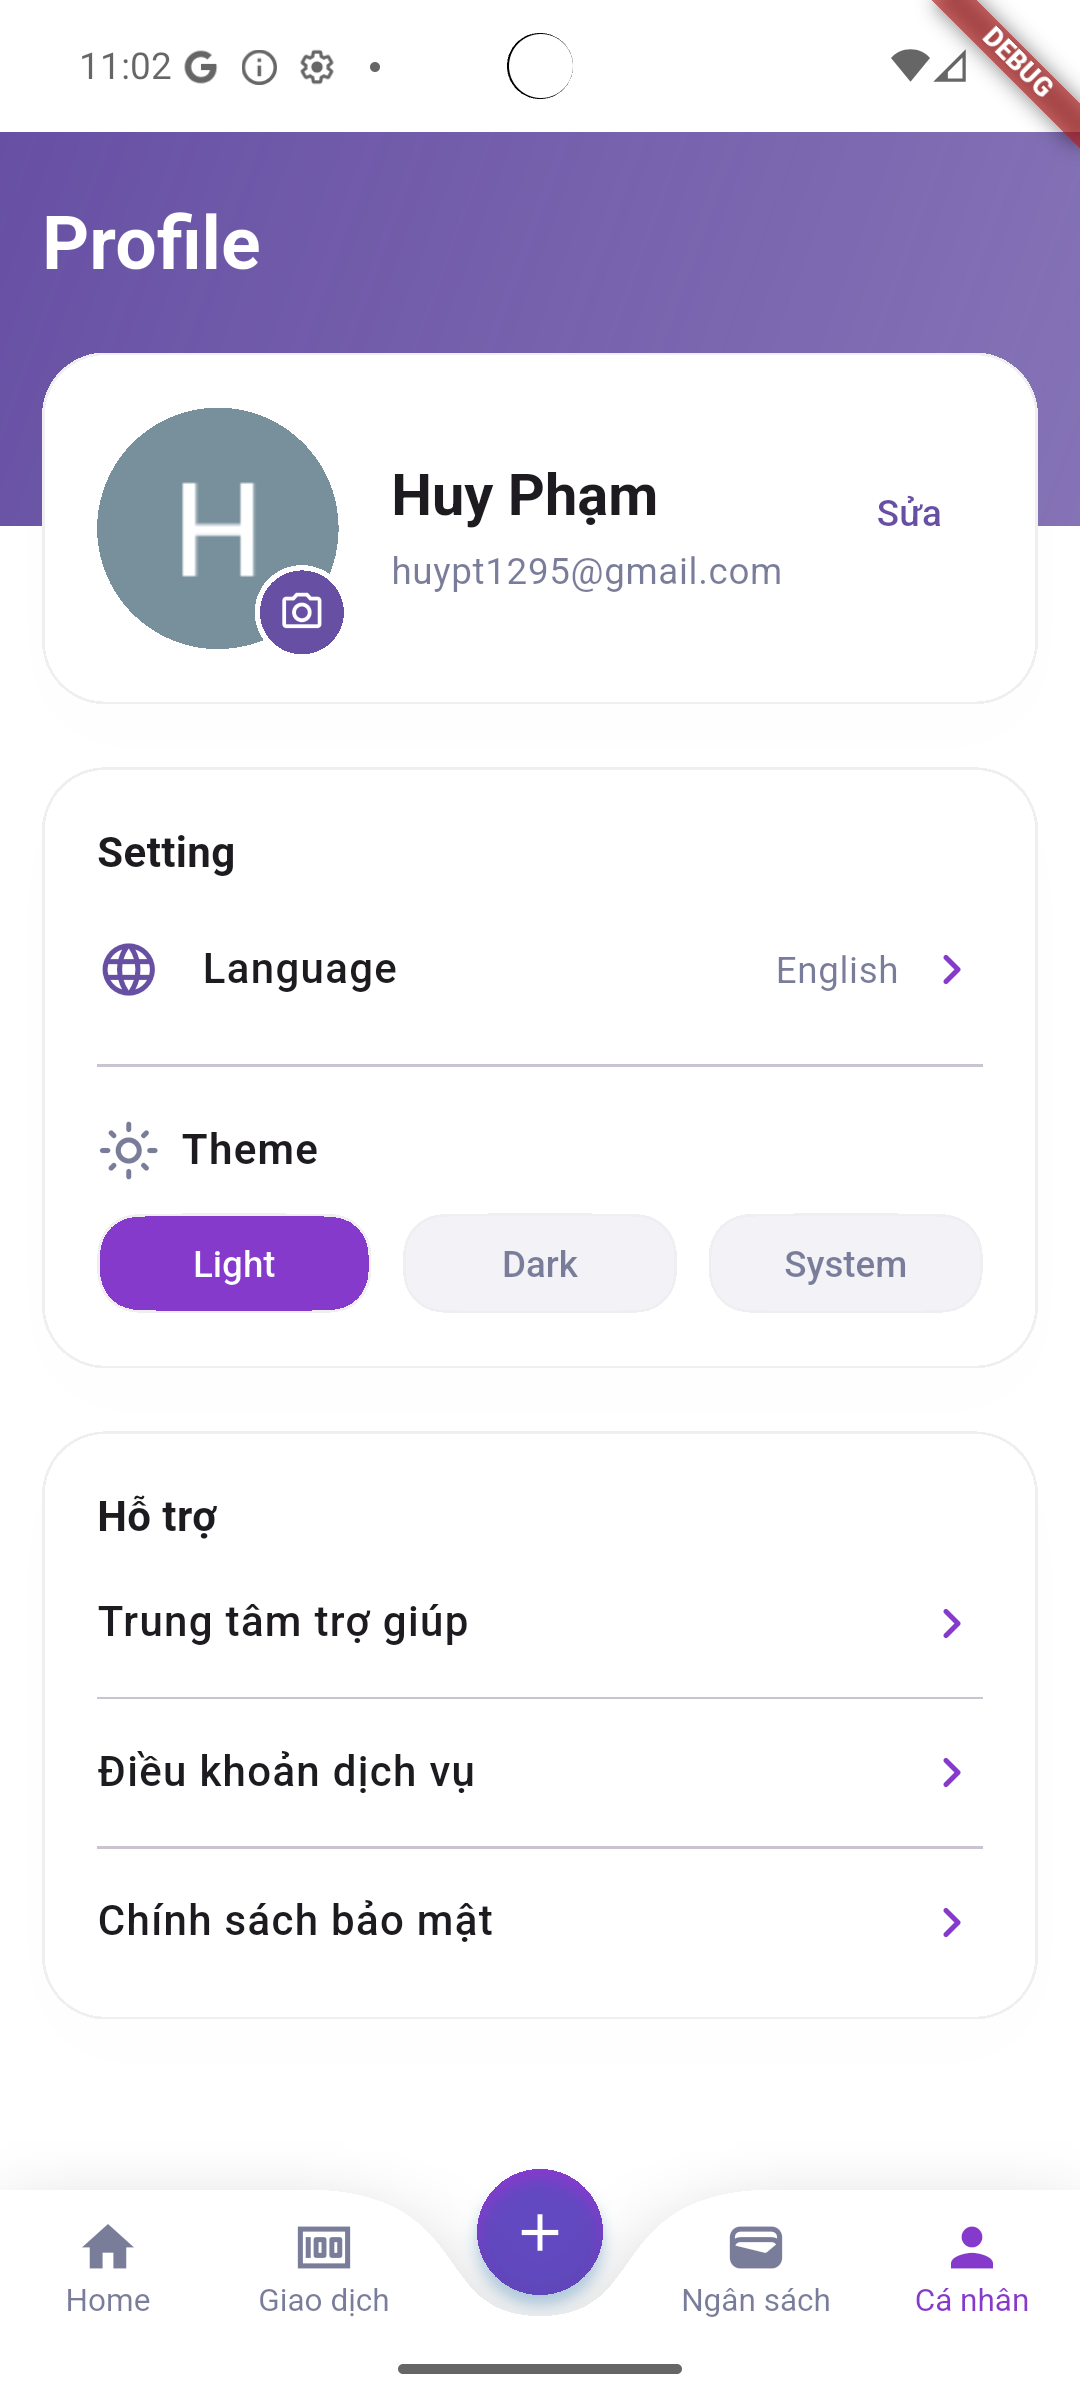 11:02
DEBUG
Profile
H
Huy Phạm
Sửa
huypt1295@gmail.com
Setting
Language
English
Theme
Light
Dark
System
Hỗ trợ
Trung tâm trợ giúp
Điều khoản dịch vụ
Chính sách bảo mật
Home
Giao dịch
Ngân sách
Cá nhân